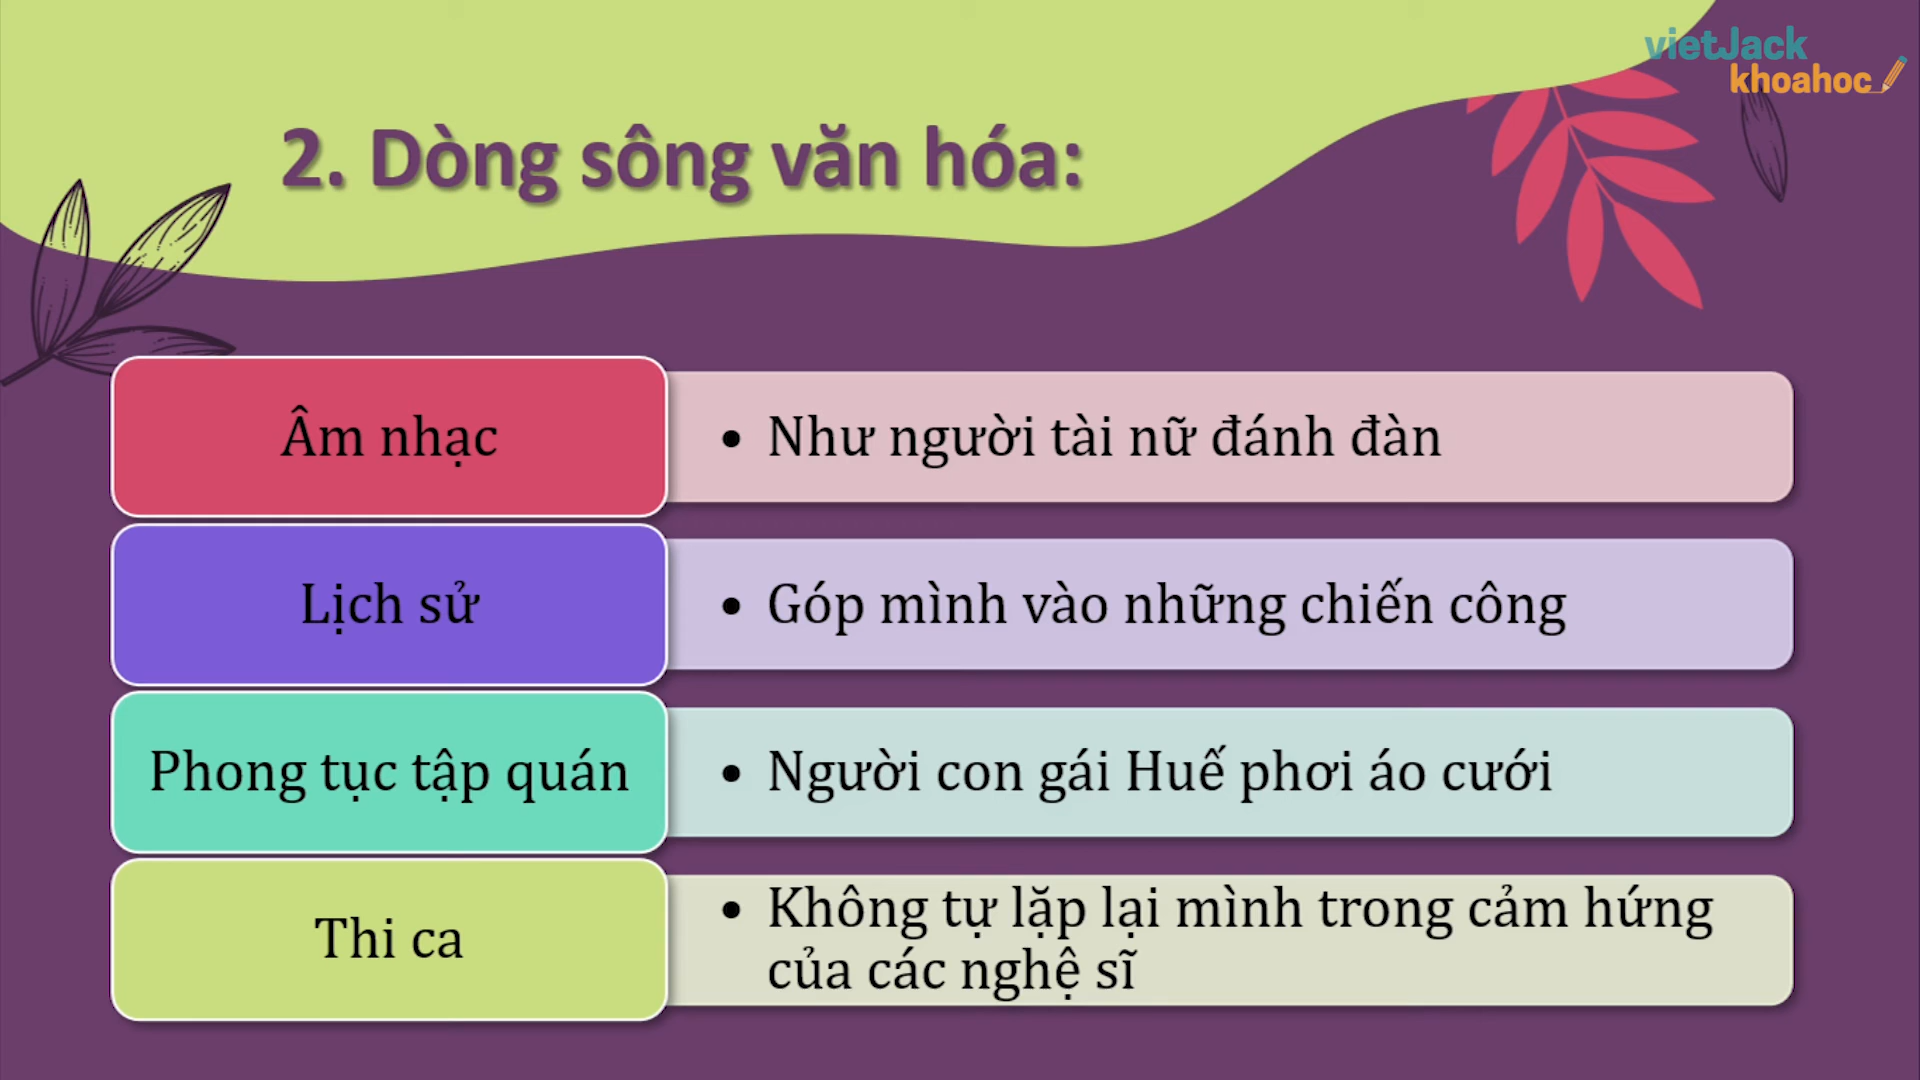 vietJack
khoahoc
2. Dòng sông văn hóa:
Âm nhạc
• Như người tài nữ đánh đàn
Lịch sử
• Góp mình vào những chiến công
Phong tục tập quán
• Người con gái Huế phơi áo cưới
Thi ca
• Không tự lặp lại mình trong cảm hứng
của các nghệ sĩ